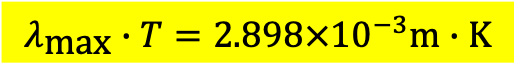 λmax · T = 2.898×10⁻³m · K